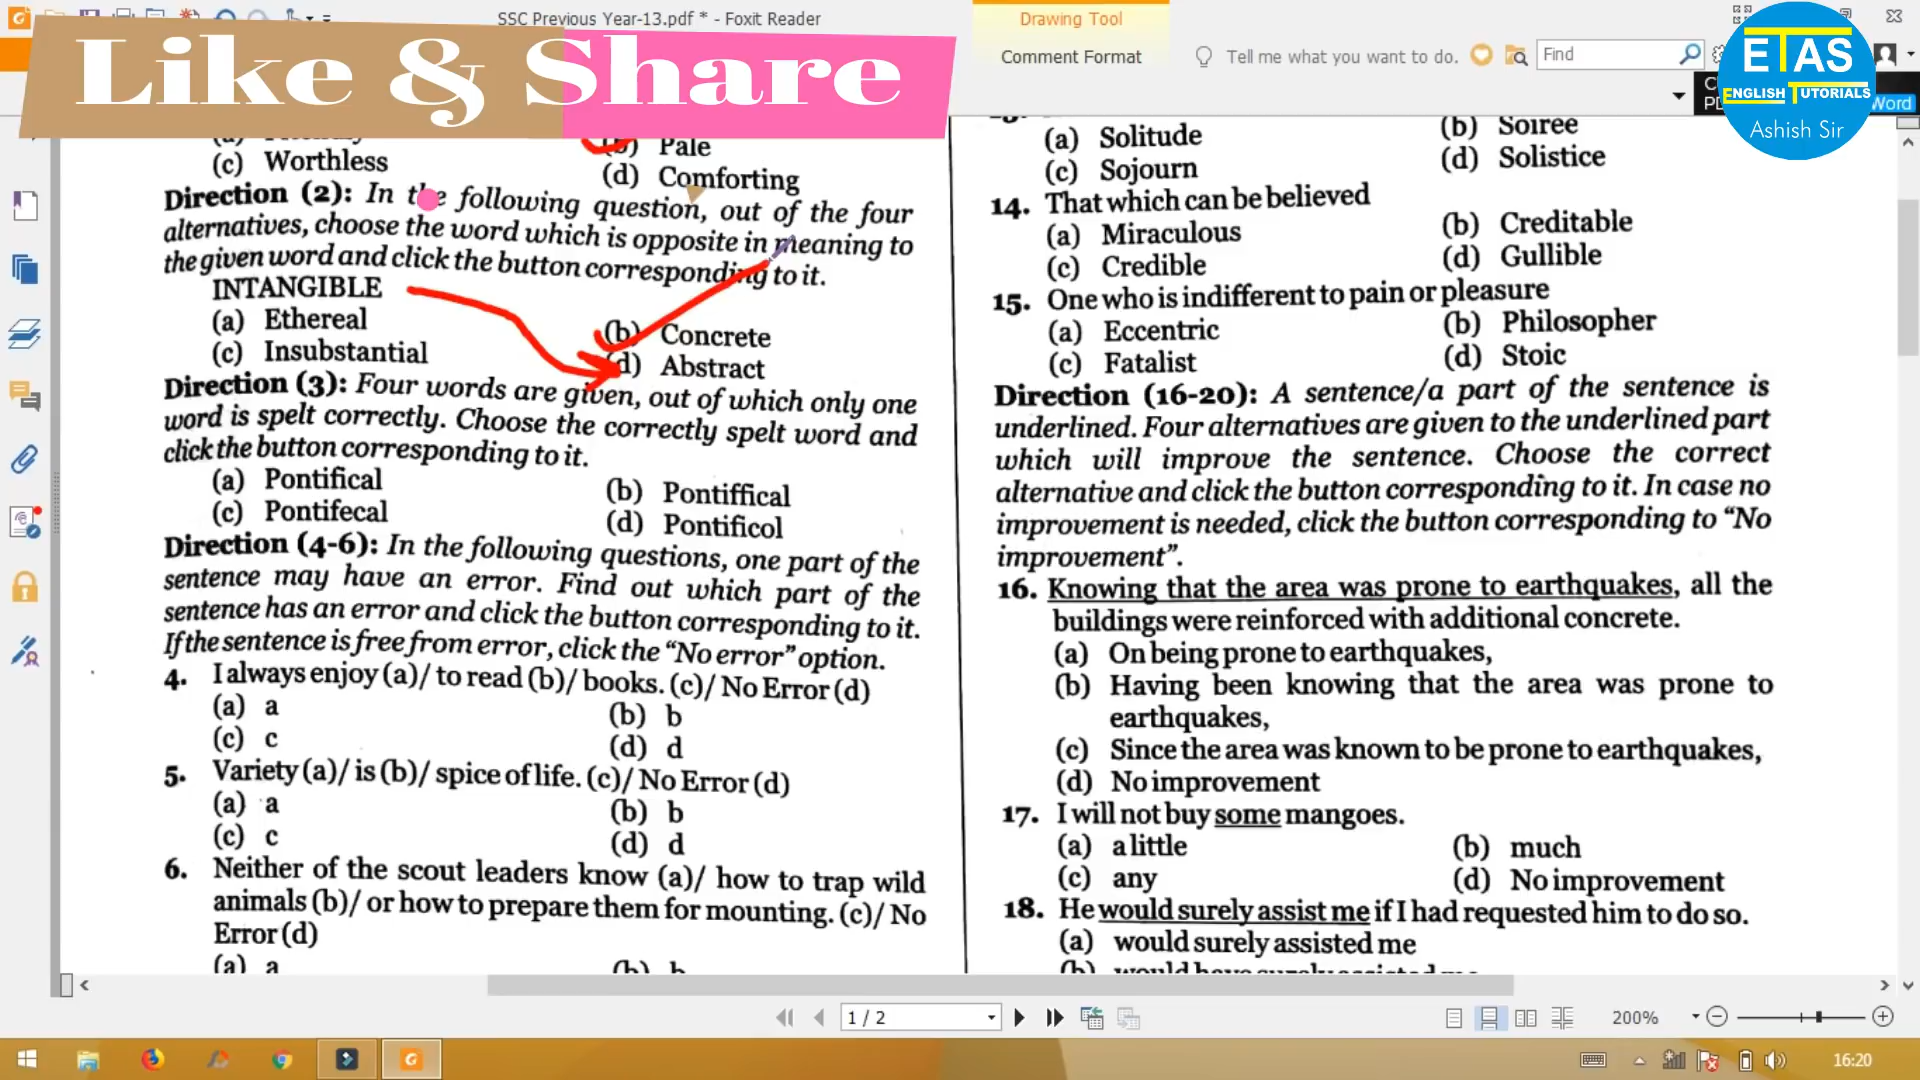 SSC Previous Year-13.pdf * - Foxit Reader
Drawing Tool
Comment Format
Tell me what you want to do.
Find
Like & Share
ETAS
ENGLISH TUTORIALS
Ashish Sir
Word
(b) Pale
(c) Worthless
(d) Comforting
Direction (2): In the following question, out of the four
alternatives, choose the word which is opposite in meaning to
the given word and click the button corresponding to it.
INTANGIBLE
(a) Ethereal
(b) Concrete
(c) Insubstantial
(d) Abstract
Direction (3): Four words are given, out of which only one
word is spelt correctly. Choose the correctly spelt word and
click the button corresponding to it.
(a) Pontifical
(b) Pontiffical
(c) Pontifecal
(d) Pontificol
Direction (4-6): In the following questions, one part of the
sentence may have an error. Find out which part of the
sentence has an error and click the button corresponding to it.
If the sentence is free from error, click the "No error" option.
4. I always enjoy (a)/ to read (b)/ books. (c)/ No Error (d)
(a) a
(b) b
(c) c
(d) d
5. Variety (a)/ is (b)/ spice of life. (c)/ No Error (d)
(a) a
(b) b
(c) c
(d) d
6. Neither of the scout leaders know (a)/ how to trap wild
animals (b)/ or how to prepare them for mounting. (c)/ No
Error (d)
(a) a
(b) b
(a) Solitude
(b) Soiree
(c) Sojourn
(d) Solistice
14. That which can be believed
(a) Miraculous
(b) Creditable
(c) Credible
(d) Gullible
15. One who is indifferent to pain or pleasure
(a) Eccentric
(b) Philosopher
(c) Fatalist
(d) Stoic
Direction (16-20): A sentence/a part of the sentence is
underlined. Four alternatives are given to the underlined part
which will improve the sentence. Choose the correct
alternative and click the button corresponding to it. In case no
improvement is needed, click the button corresponding to "No
improvement".
16. Knowing that the area was prone to earthquakes, all the
buildings were reinforced with additional concrete.
(a) On being prone to earthquakes,
(b) Having been knowing that the area was prone to
earthquakes,
(c) Since the area was known to be prone to earthquakes,
(d) No improvement
17. I will not buy some mangoes.
(a) a little
(b) much
(c) any
(d) No improvement
18. He would surely assist me if I had requested him to do so.
(a) would surely assisted me
(b) would have surely assisted me
1 / 2
200%
16:20